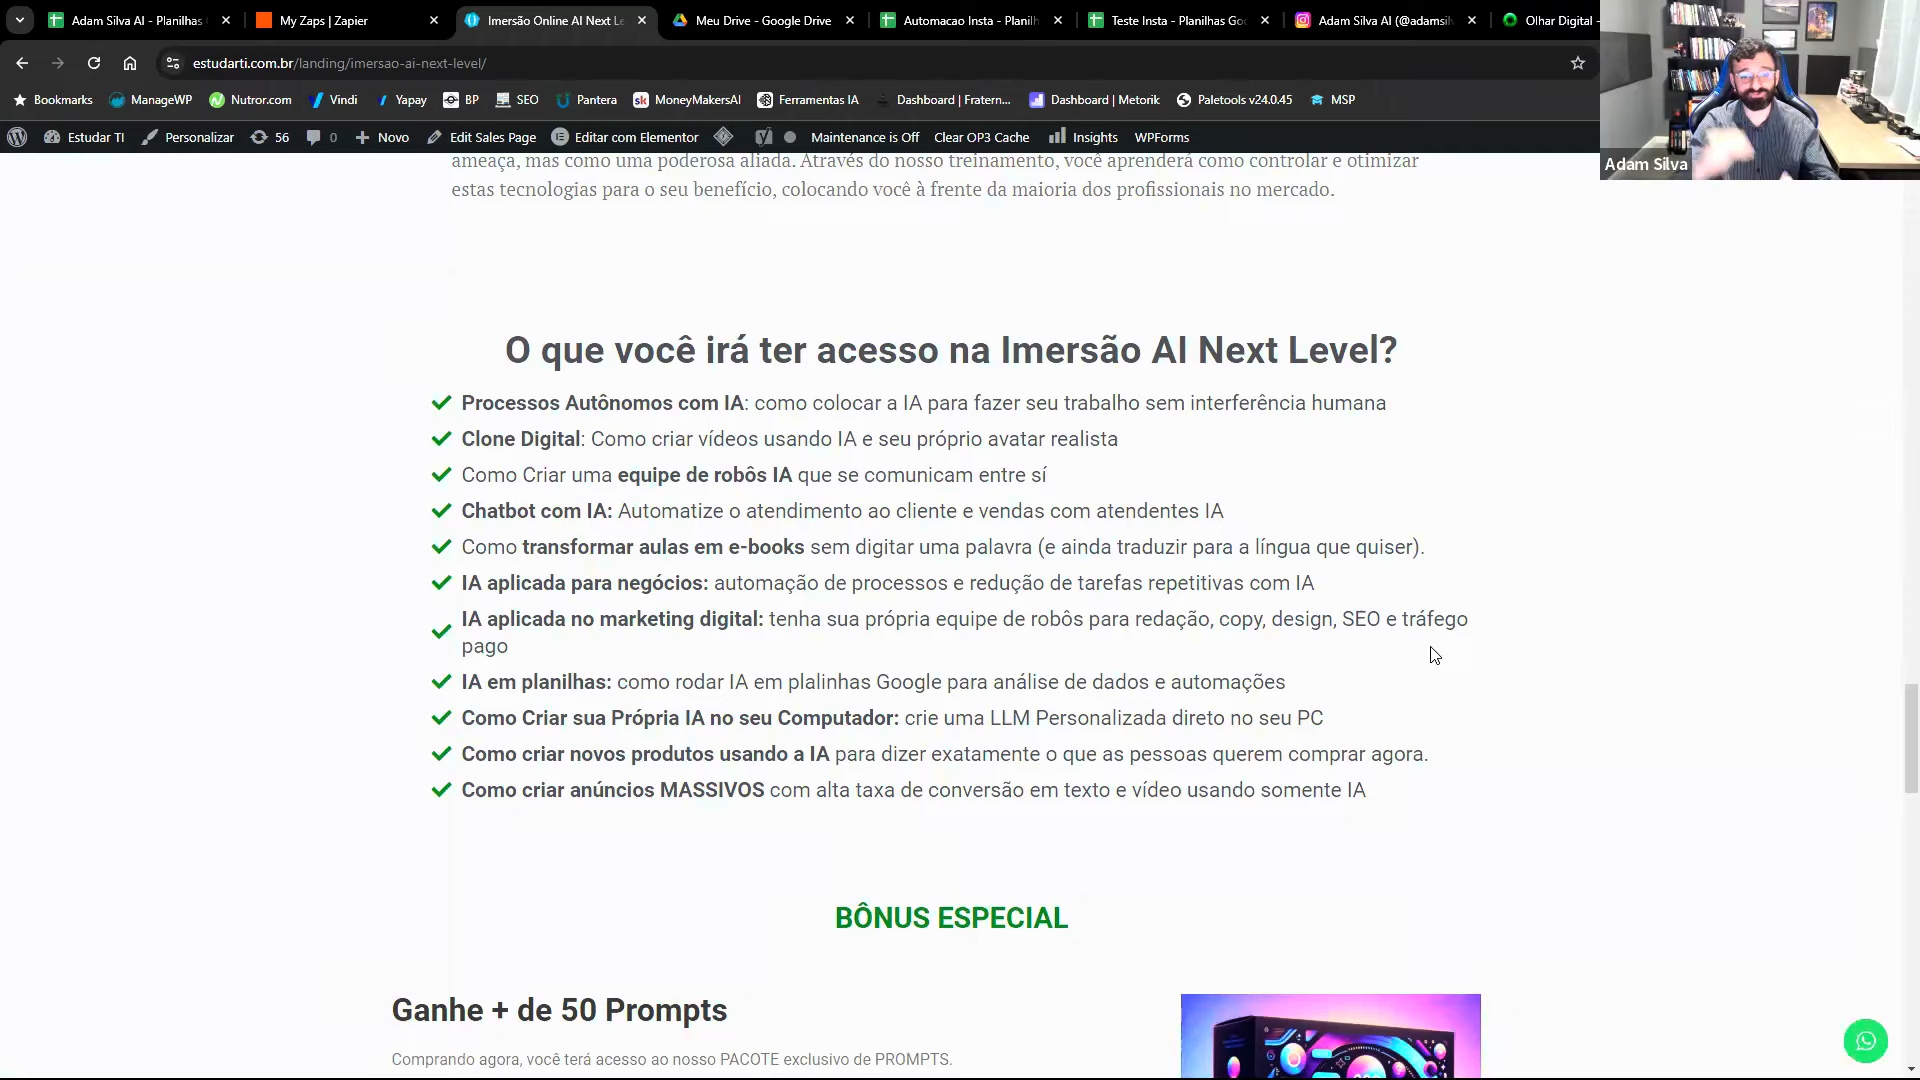 Adam Silva AI - Planilhas
My Zaps | Zapier
Imersão Online AI Next Le
Meu Drive - Google Drive
Automacao Insta - Planilh
Teste Insta - Planilhas Goo
Adam Silva AI (@adamsil
Olhar Digital -
estudarti.com.br/landing/imersao-ai-next-level/
Bookmarks
ManageWP
Nutror.com
Vindi
Yapay
BP
SEO
Pantera
sk MoneyMakersAI
Ferramentas IA
Dashboard | Fratern...
Dashboard | Metorik
Paletools v24.0.45
MSP
Estudar TI
Personalizar
56
0
Novo
Edit Sales Page
Editar com Elementor
Maintenance is Off
Clear OP3 Cache
Insights
WPForms
Adam Silva
ameaça, mas como uma poderosa aliada. Através do nosso treinamento, você aprenderá como controlar e otimizar
estas tecnologias para o seu benefício, colocando você à frente da maioria dos profissionais no mercado.
O que você irá ter acesso na Imersão AI Next Level?
Processos Autônomos com IA: como colocar a IA para fazer seu trabalho sem interferência humana
Clone Digital: Como criar vídeos usando IA e seu próprio avatar realista
Como Criar uma equipe de robôs IA que se comunicam entre sí
Chatbot com IA: Automatize o atendimento ao cliente e vendas com atendentes IA
Como transformar aulas em e-books sem digitar uma palavra (e ainda traduzir para a língua que quiser).
IA aplicada para negócios: automação de processos e redução de tarefas repetitivas com IA
IA aplicada no marketing digital: tenha sua própria equipe de robôs para redação, copy, design, SEO e tráfego
pago
IA em planilhas: como rodar IA em plalinhas Google para análise de dados e automações
Como Criar sua Própria IA no seu Computador: crie uma LLM Personalizada direto no seu PC
Como criar novos produtos usando a IA para dizer exatamente o que as pessoas querem comprar agora.
Como criar anúncios MASSIVOS com alta taxa de conversão em texto e vídeo usando somente IA
BÔNUS ESPECIAL
Ganhe + de 50 Prompts
Comprando agora, você terá acesso ao nosso PACOTE exclusivo de PROMPTS.